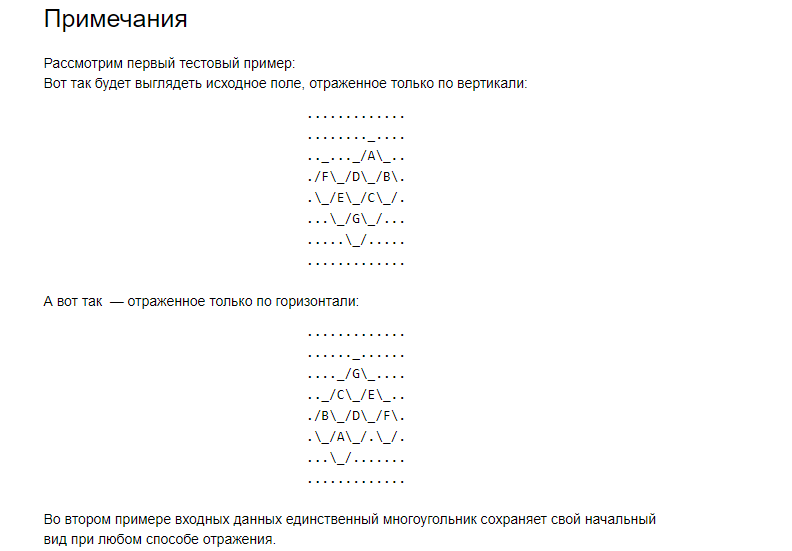 Примечания
Рассмотрим первый тестовый пример:
Вот так будет выглядеть исходное поле, отраженное только по вертикали:
.............
........_....
.._..._/A\_..
./F\_/D\_/B\.
.\_/E\_/C\_/.
...\_/G\_/...
.....\_/.....
.............
А вот так — отраженное только по горизонтали:
.............
......_......
...._/G\_....
.._/C\_/E\_..
./B\_/D\_/F\.
.\_/A\_/.\_/.
...\_/.......
.............
Во втором примере входных данных единственный многоугольник сохраняет свой начальный
вид при любом способе отражения.